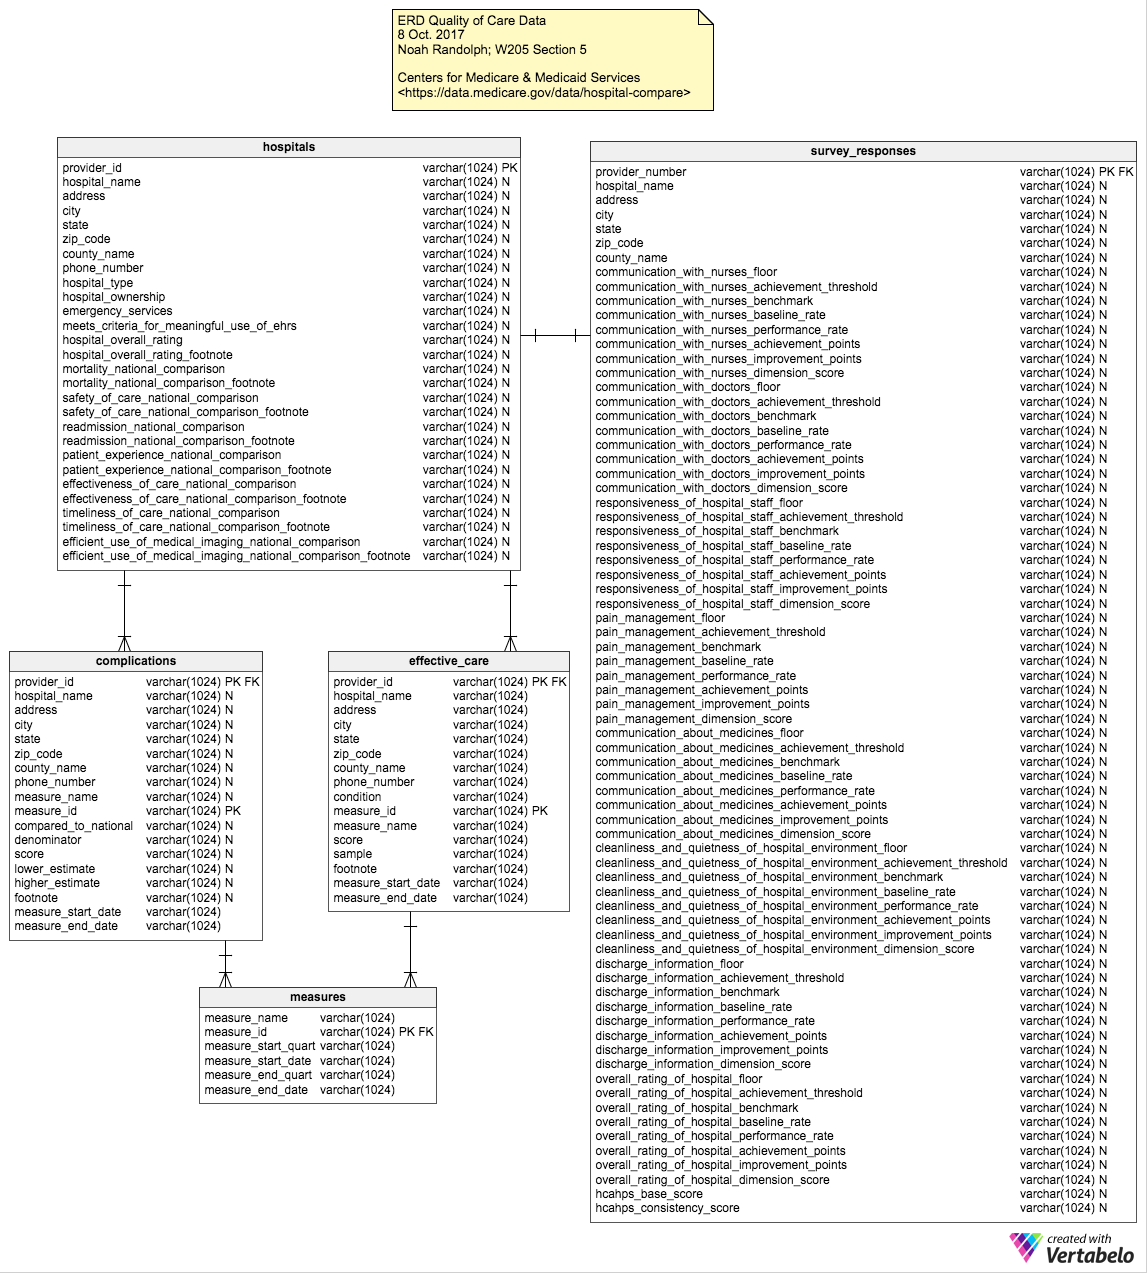 ERD Quality of Care Data
8 Oct. 2017
Noah Randolph; W205 Section 5
Centers for Medicare & Medicaid Services
<https://data.medicare.gov/data/hospital-compare>
hospitals
provider_id varchar(1024) PK
hospital_name varchar(1024) N
address varchar(1024) N
city varchar(1024) N
state varchar(1024) N
zip_code varchar(1024) N
county_name varchar(1024) N
phone_number varchar(1024) N
hospital_type varchar(1024) N
hospital_ownership varchar(1024) N
emergency_services varchar(1024) N
meets_criteria_for_meaningful_use_of_ehrs varchar(1024) N
hospital_overall_rating varchar(1024) N
hospital_overall_rating_footnote varchar(1024) N
mortality_national_comparison varchar(1024) N
mortality_national_comparison_footnote varchar(1024) N
safety_of_care_national_comparison varchar(1024) N
safety_of_care_national_comparison_footnote varchar(1024) N
readmission_national_comparison varchar(1024) N
readmission_national_comparison_footnote varchar(1024) N
patient_experience_national_comparison varchar(1024) N
patient_experience_national_comparison_footnote varchar(1024) N
effectiveness_of_care_national_comparison varchar(1024) N
effectiveness_of_care_national_comparison_footnote varchar(1024) N
timeliness_of_care_national_comparison varchar(1024) N
timeliness_of_care_national_comparison_footnote varchar(1024) N
efficient_use_of_medical_imaging_national_comparison varchar(1024) N
efficient_use_of_medical_imaging_national_comparison_footnote varchar(1024) N
survey_responses
provider_number varchar(1024) PK FK
hospital_name varchar(1024) N
address varchar(1024) N
city varchar(1024) N
state varchar(1024) N
zip_code varchar(1024) N
county_name varchar(1024) N
communication_with_nurses_floor varchar(1024) N
communication_with_nurses_achievement_threshold varchar(1024) N
communication_with_nurses_benchmark varchar(1024) N
communication_with_nurses_baseline_rate varchar(1024) N
communication_with_nurses_performance_rate varchar(1024) N
communication_with_nurses_achievement_points varchar(1024) N
communication_with_nurses_improvement_points varchar(1024) N
communication_with_nurses_dimension_score varchar(1024) N
communication_with_doctors_floor varchar(1024) N
communication_with_doctors_achievement_threshold varchar(1024) N
communication_with_doctors_benchmark varchar(1024) N
communication_with_doctors_baseline_rate varchar(1024) N
communication_with_doctors_performance_rate varchar(1024) N
communication_with_doctors_achievement_points varchar(1024) N
communication_with_doctors_improvement_points varchar(1024) N
communication_with_doctors_dimension_score varchar(1024) N
responsiveness_of_hospital_staff_floor varchar(1024) N
responsiveness_of_hospital_staff_achievement_threshold varchar(1024) N
responsiveness_of_hospital_staff_benchmark varchar(1024) N
responsiveness_of_hospital_staff_baseline_rate varchar(1024) N
responsiveness_of_hospital_staff_performance_rate varchar(1024) N
responsiveness_of_hospital_staff_achievement_points varchar(1024) N
responsiveness_of_hospital_staff_improvement_points varchar(1024) N
responsiveness_of_hospital_staff_dimension_score varchar(1024) N
pain_management_floor varchar(1024) N
pain_management_achievement_threshold varchar(1024) N
pain_management_benchmark varchar(1024) N
pain_management_baseline_rate varchar(1024) N
pain_management_performance_rate varchar(1024) N
pain_management_achievement_points varchar(1024) N
pain_management_improvement_points varchar(1024) N
pain_management_dimension_score varchar(1024) N
communication_about_medicines_floor varchar(1024) N
communication_about_medicines_achievement_threshold varchar(1024) N
communication_about_medicines_benchmark varchar(1024) N
communication_about_medicines_baseline_rate varchar(1024) N
communication_about_medicines_performance_rate varchar(1024) N
communication_about_medicines_achievement_points varchar(1024) N
communication_about_medicines_improvement_points varchar(1024) N
communication_about_medicines_dimension_score varchar(1024) N
cleanliness_and_quietness_of_hospital_environment_floor varchar(1024) N
cleanliness_and_quietness_of_hospital_environment_achievement_threshold varchar(1024) N
cleanliness_and_quietness_of_hospital_environment_benchmark varchar(1024) N
cleanliness_and_quietness_of_hospital_environment_baseline_rate varchar(1024) N
cleanliness_and_quietness_of_hospital_environment_performance_rate varchar(1024) N
cleanliness_and_quietness_of_hospital_environment_achievement_points varchar(1024) N
cleanliness_and_quietness_of_hospital_environment_improvement_points varchar(1024) N
cleanliness_and_quietness_of_hospital_environment_dimension_score varchar(1024) N
discharge_information_floor varchar(1024) N
discharge_information_achievement_threshold varchar(1024) N
discharge_information_benchmark varchar(1024) N
discharge_information_baseline_rate varchar(1024) N
discharge_information_performance_rate varchar(1024) N
discharge_information_achievement_points varchar(1024) N
discharge_information_improvement_points varchar(1024) N
discharge_information_dimension_score varchar(1024) N
overall_rating_of_hospital_floor varchar(1024) N
overall_rating_of_hospital_achievement_threshold varchar(1024) N
overall_rating_of_hospital_benchmark varchar(1024) N
overall_rating_of_hospital_baseline_rate varchar(1024) N
overall_rating_of_hospital_performance_rate varchar(1024) N
overall_rating_of_hospital_achievement_points varchar(1024) N
overall_rating_of_hospital_improvement_points varchar(1024) N
overall_rating_of_hospital_dimension_score varchar(1024) N
hcahps_base_score varchar(1024) N
hcahps_consistency_score varchar(1024) N
complications
provider_id varchar(1024) PK FK
hospital_name varchar(1024) N
address varchar(1024) N
city varchar(1024) N
state varchar(1024) N
zip_code varchar(1024) N
county_name varchar(1024) N
phone_number varchar(1024) N
measure_name varchar(1024) N
measure_id varchar(1024) PK
compared_to_national varchar(1024) N
denominator varchar(1024) N
score varchar(1024) N
lower_estimate varchar(1024) N
higher_estimate varchar(1024) N
footnote varchar(1024) N
measure_start_date varchar(1024)
measure_end_date varchar(1024)
effective_care
provider_id varchar(1024) PK FK
hospital_name varchar(1024)
address varchar(1024)
city varchar(1024)
state varchar(1024)
zip_code varchar(1024)
county_name varchar(1024)
phone_number varchar(1024)
condition varchar(1024)
measure_id varchar(1024) PK
measure_name varchar(1024)
score varchar(1024)
sample varchar(1024)
footnote varchar(1024)
measure_start_date varchar(1024)
measure_end_date varchar(1024)
measures
measure_name varchar(1024)
measure_id varchar(1024) PK FK
measure_start_quart varchar(1024)
measure_start_date varchar(1024)
measure_end_quart varchar(1024)
measure_end_date varchar(1024)
created with
Vertabelo